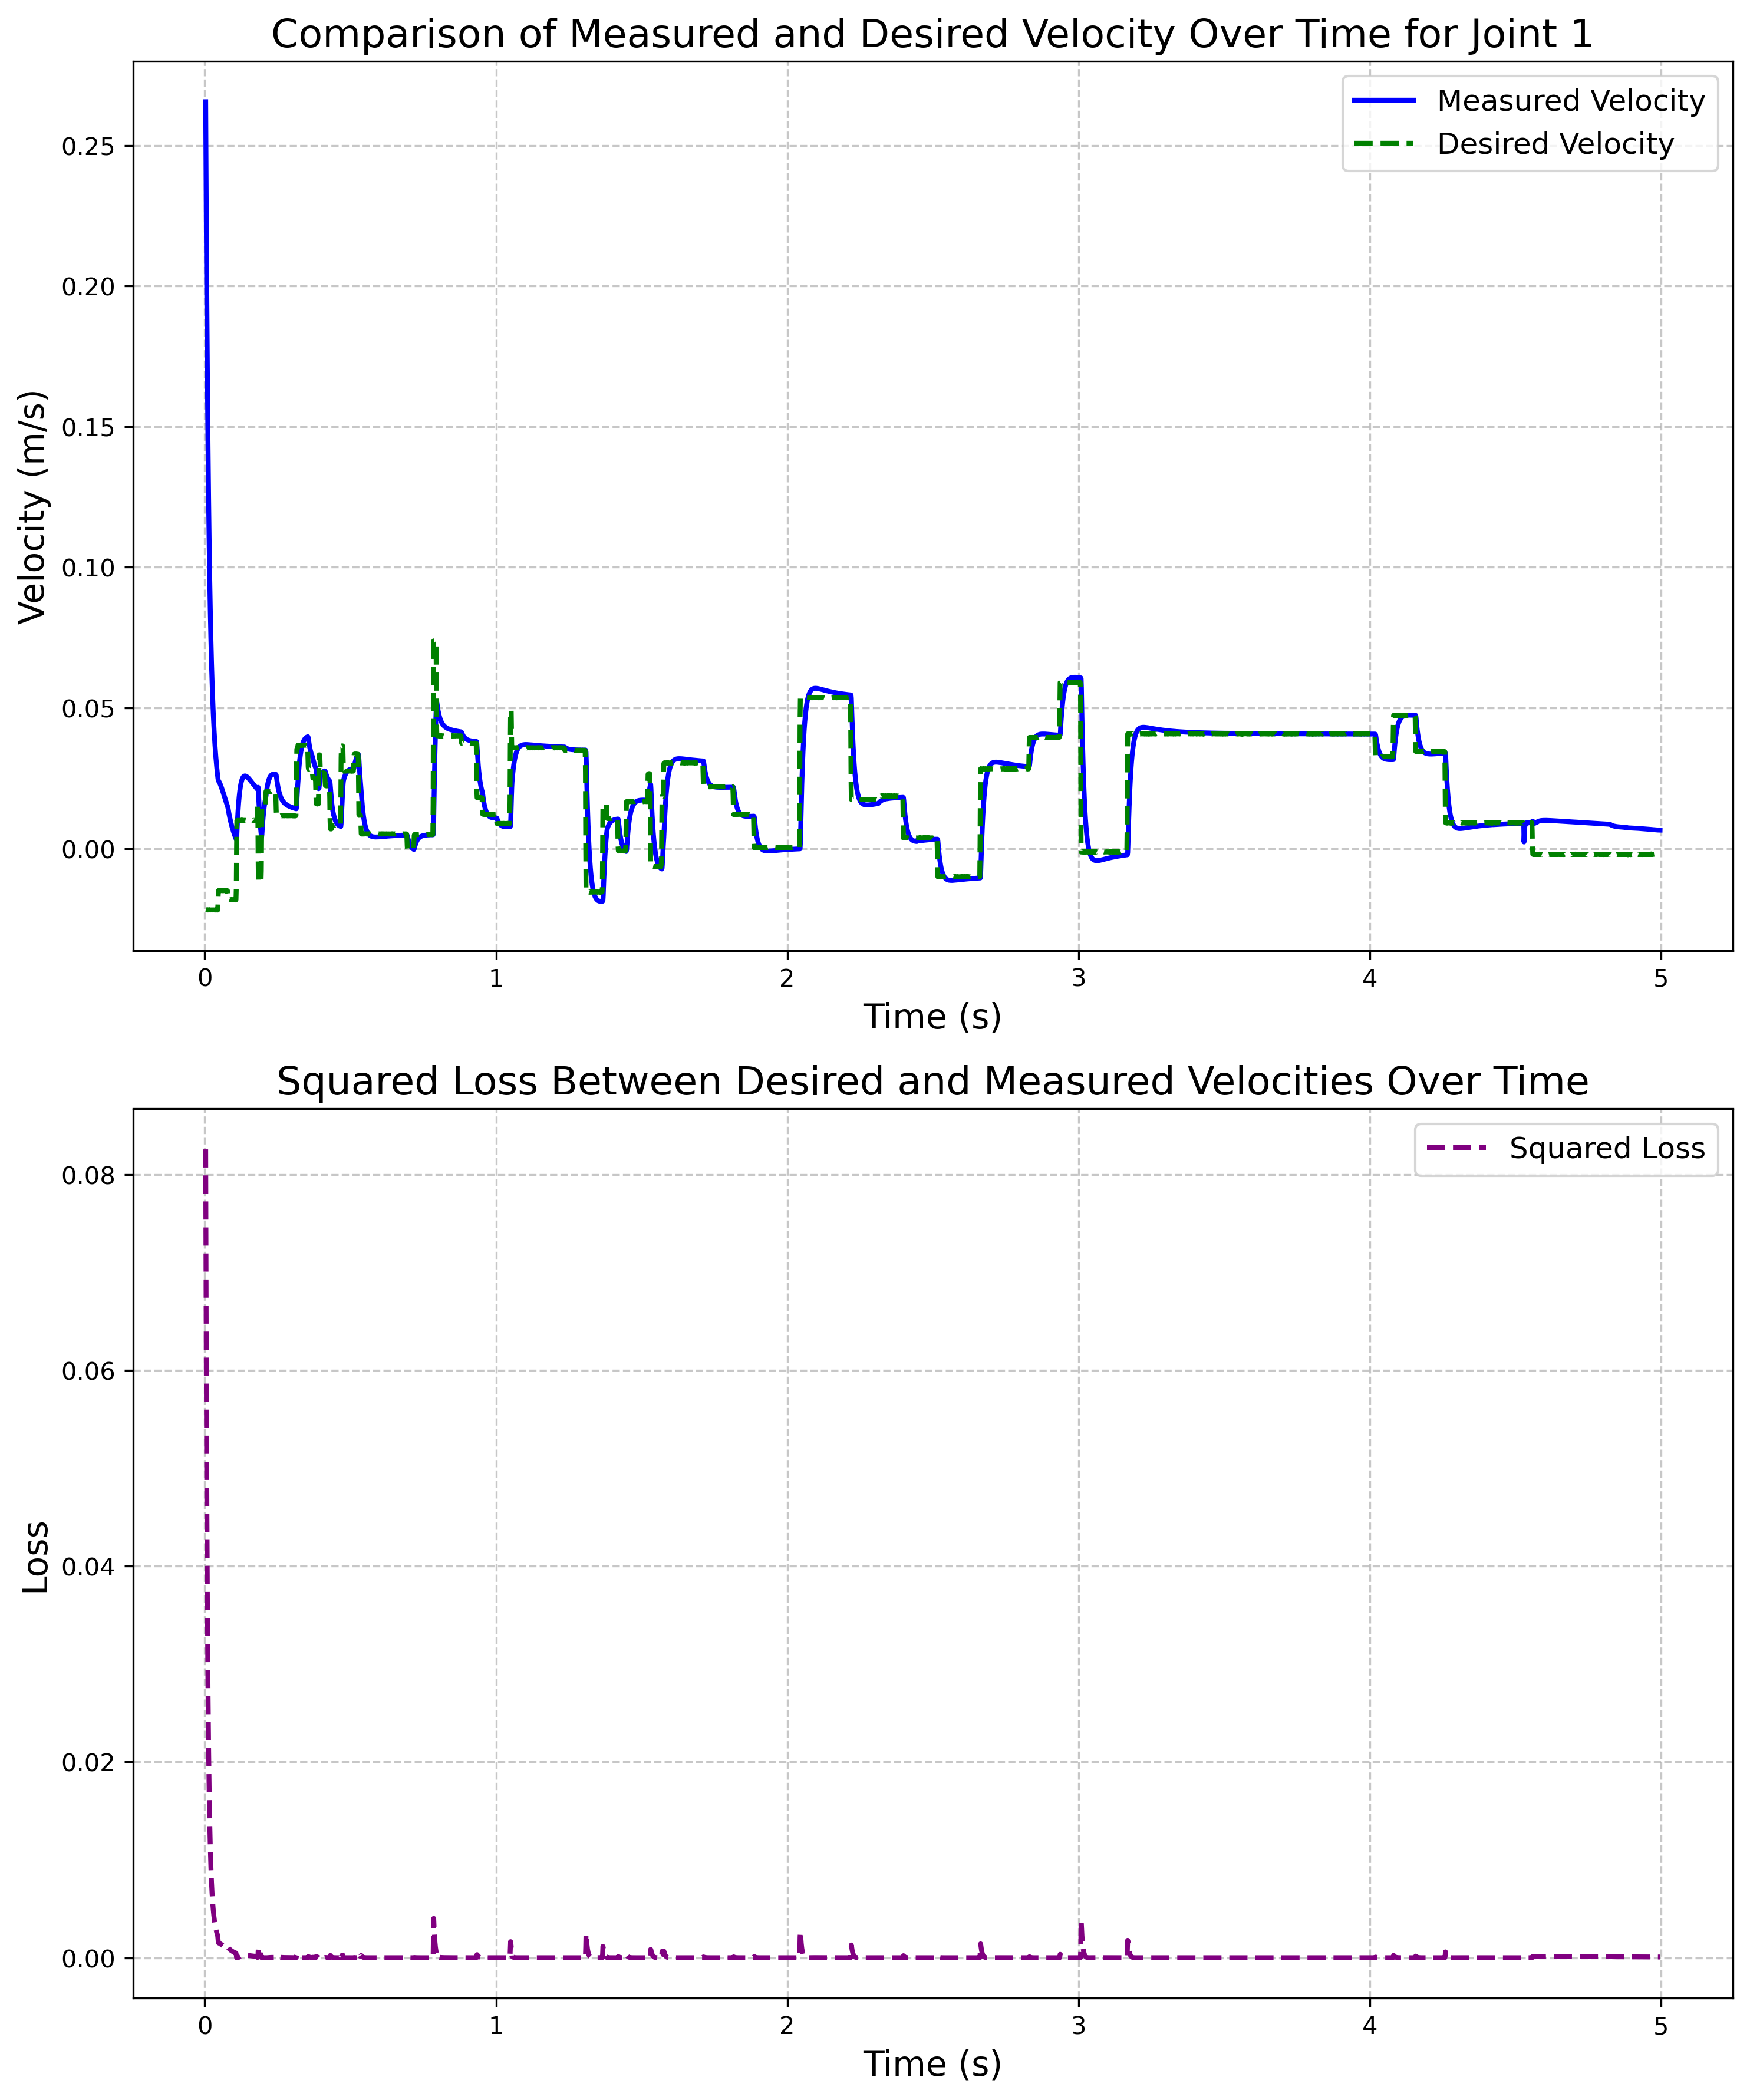 Comparison of Measured and Desired Velocity Over Time for Joint 1
Measured Velocity
Desired Velocity
Velocity (m/s)
0.25
0.20
0.15
0.10
0.05
0.00
0 1 2 3 4 5
Time (s)
Squared Loss Between Desired and Measured Velocities Over Time
Squared Loss
Loss
0.08
0.06
0.04
0.02
0.00
0 1 2 3 4 5
Time (s)